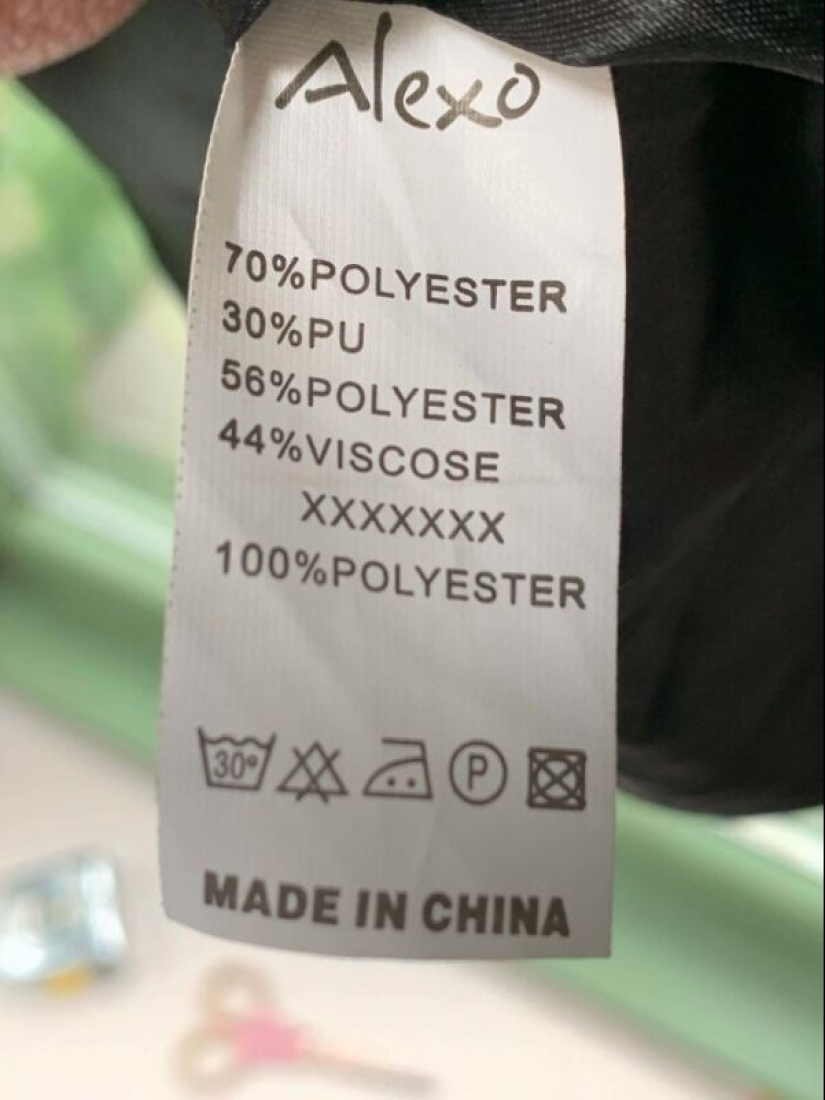 Alexo
70%POLYESTER
30%PU
56%POLYESTER
44%VISCOSE
XXXXXXX
100%POLYESTER
30° P
MADE IN CHINA